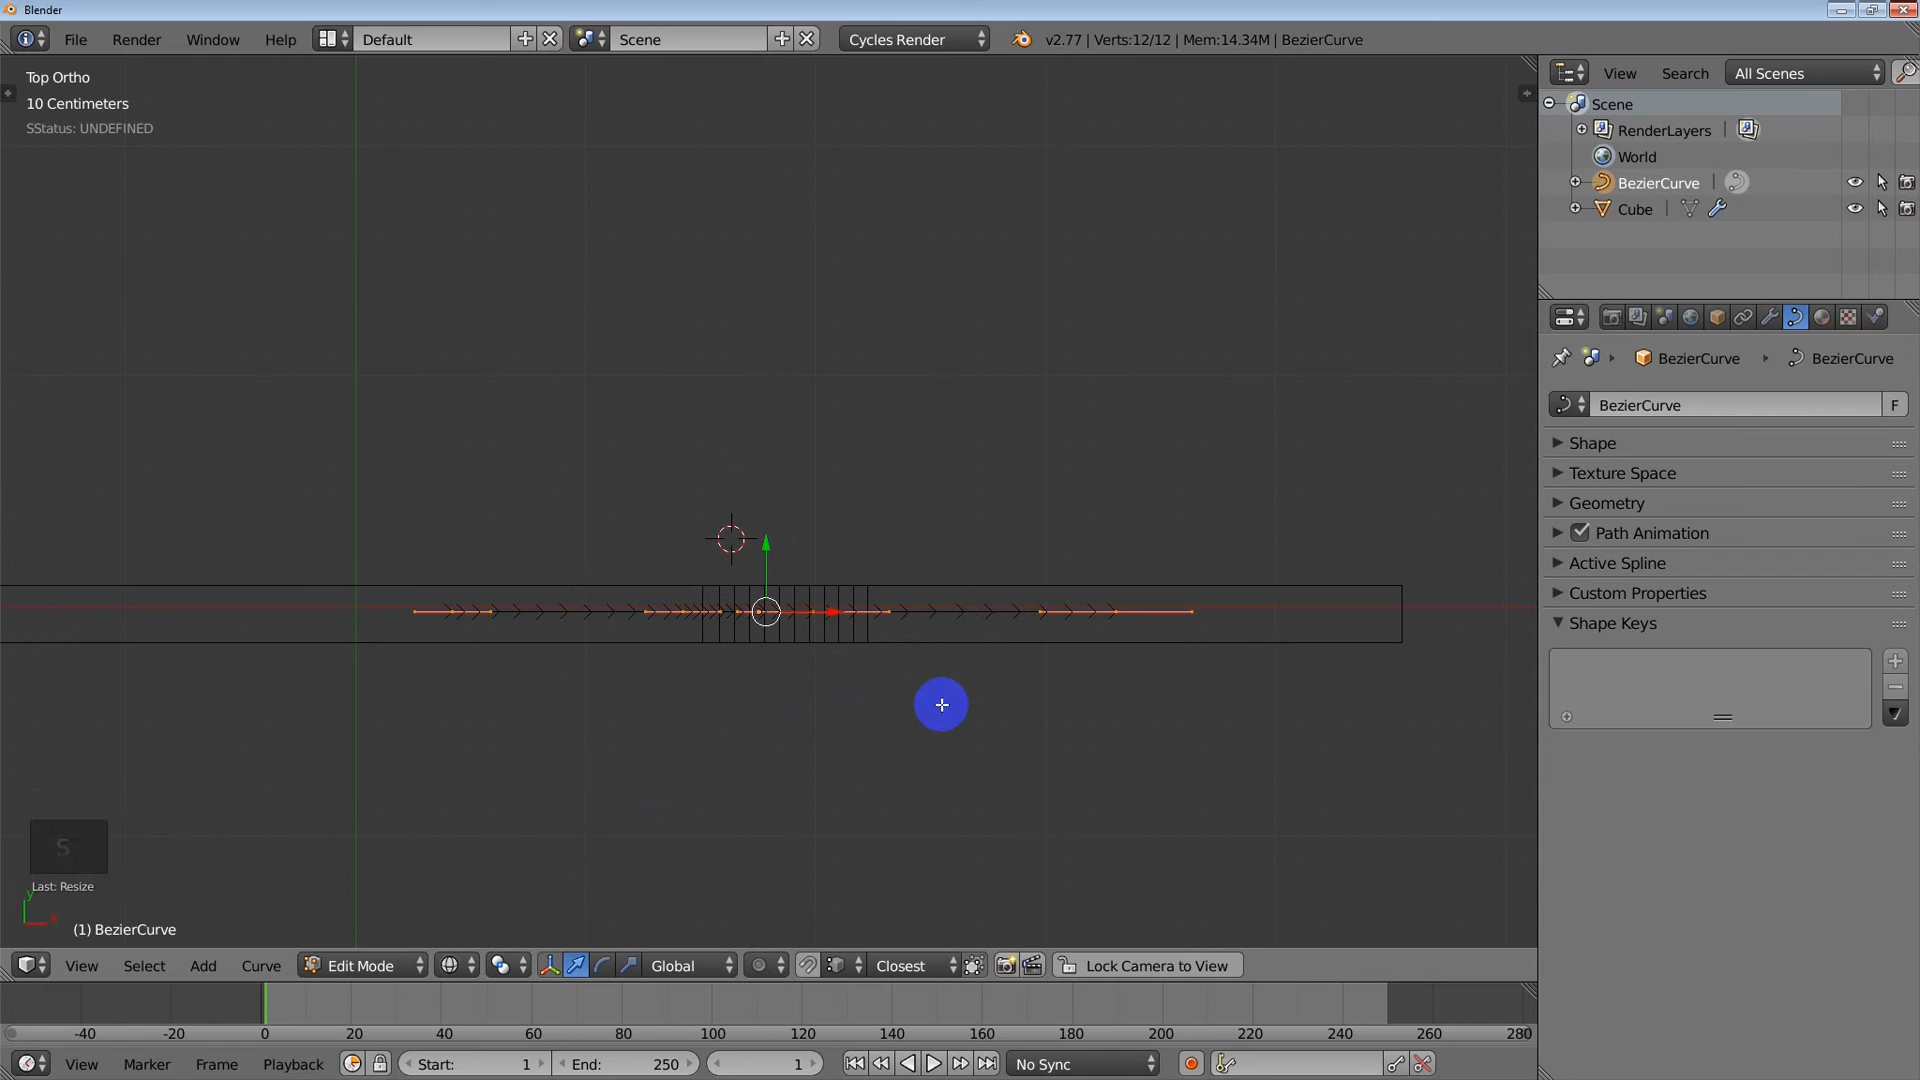 Blender
File Render Window Help Default Scene Cycles Render v2.77 | Verts:12/12 | Mem:14.34M | BezierCurve
Top Ortho
10 Centimeters
SStatus: UNDEFINED
View Search All Scenes
Scene
RenderLayers
World
BezierCurve
Cube
BezierCurve BezierCurve
BezierCurve F
Shape
Texture Space
Geometry
Path Animation
Active Spline
Custom Properties
Shape Keys
S
Last: Resize
y
x
(1) BezierCurve
View Select Add Curve Edit Mode Global Closest Lock Camera to View
-40 -20 0 20 40 60 80 100 120 140 160 180 200 220 240 260 280
View Marker Frame Playback Start: 1 End: 250 1 No Sync